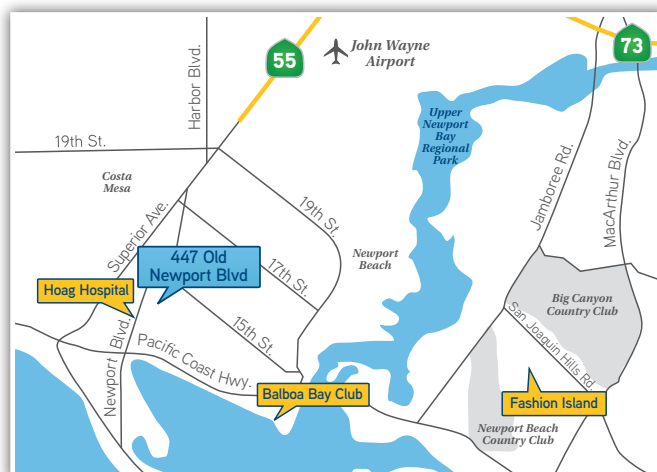 55
John Wayne
Airport
73
Harbor Blvd.
19th St.
Costa
Mesa
Upper
Newport
Bay
Regional
Park
Jamboree Rd.
MacArthur Blvd.
Superior Ave.
19th St.
447 Old
Newport Blvd
17th St.
Newport
Beach
Hoag Hospital
Big Canyon
Country Club
Newport Blvd.
15th St.
San Joaquin Hills Rd.
Pacific Coast Hwy.
Balboa Bay Club
Fashion Island
Newport Beach
Country Club